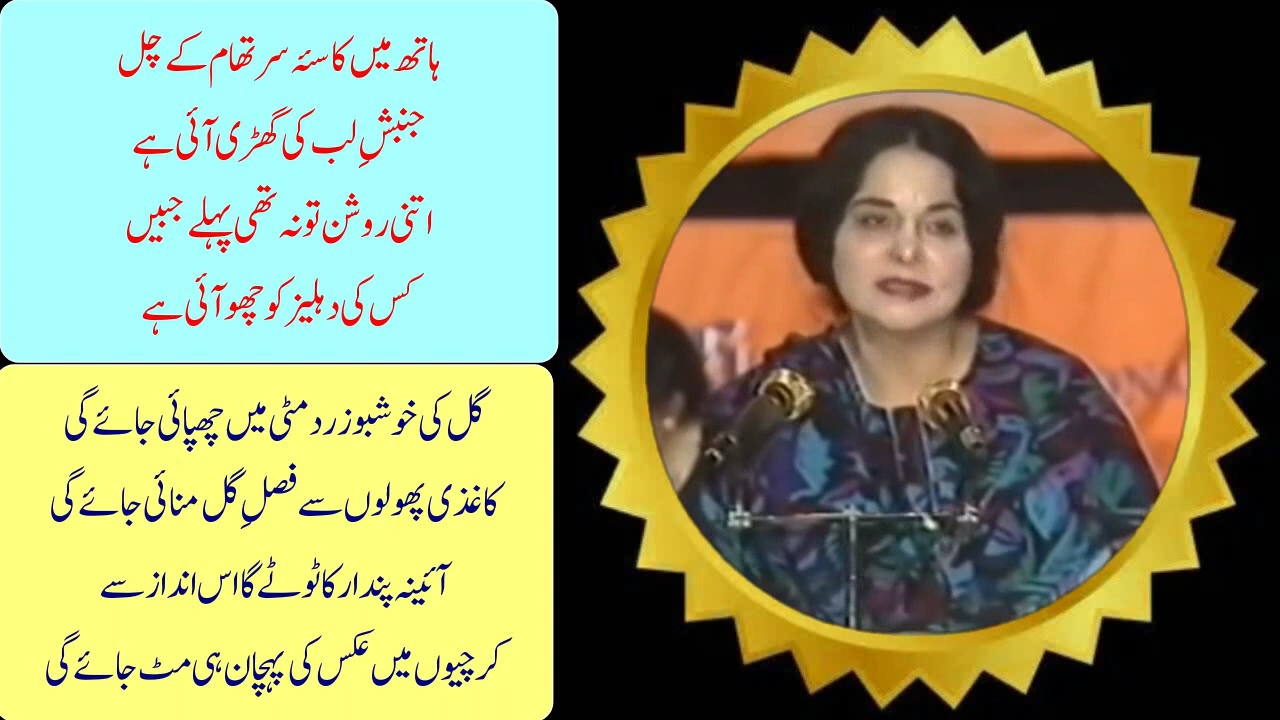 ہاتھ میں کاسئہ سر تھام کے چل
جنبشِ لب کی گھڑی آئی ہے
اتنی روشن تو نہ تھی پہلے جبیں
کس کی دہلیز کو چھو آئی ہے
گل کی خوشبو زرد مٹی میں چھپائی جائے گی
کاغذی پھولوں سے فصلِ گل منائی جائے گی
آئینہ پندار کا ٹوٹے گا اس انداز سے
کرچیوں میں عکس کی پہچان ہی مٹ جائے گی